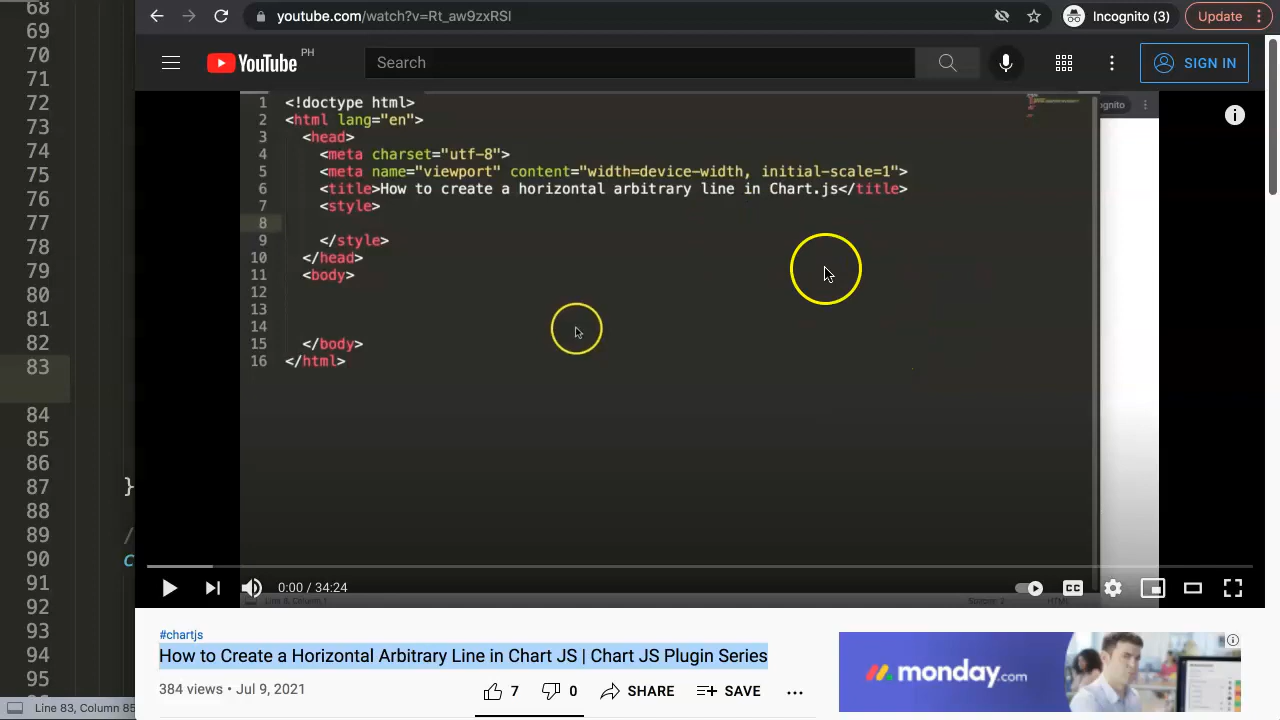 68
69
70
71
72
73
74
75
76
77
78
79
80
81
82
83
84
85
86
87 }
88
89 /
90 c
91
92
93
94
95
Line 83, Column 85
youtube.com/watch?v=Rt_aw9zxRSI
Incognito (3)
Update
YouTube PH
Search
SIGN IN
1 <!doctype html>
2 <html lang="en">
3 <head>
4 <meta charset="utf-8">
5 <meta name="viewport" content="width=device-width, initial-scale=1">
6 <title>How to create a horizontal arbitrary line in Chart.js</title>
7 <style>
8
9 </style>
10 </head>
11 <body>
12
13
14
15 </body>
16 </html>
0:00 / 34:24
CC
#chartjs
How to Create a Horizontal Arbitrary Line in Chart JS | Chart JS Plugin Series
384 views • Jul 9, 2021
7
0
SHARE
SAVE
monday.com